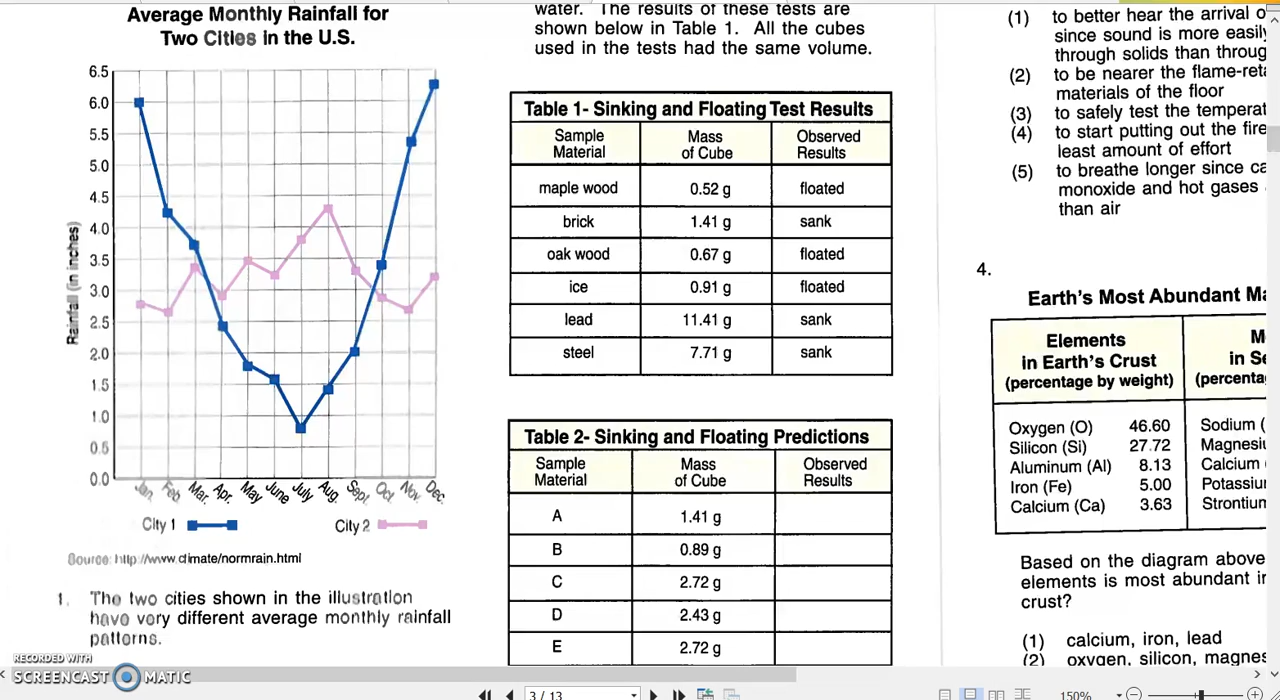 Average Monthly Rainfall for
Two Cities in the U.S.
6.5
6.0
5.5
5.0
4.5
4.0
3.5
3.0
2.5
2.0
1.5
1.0
0.5
0.0
Rainfall (in inches)
Jan. Feb. Mar. Apr. May June July Aug. Sept. Oct. Nov. Dec.
City 1 City 2
Source: http://www.climate/normrain.html
1. The two cities shown in the illustration
have very different average monthly rainfall
patterns.
water. The results of these tests are
shown below in Table 1. All the cubes
used in the tests had the same volume.
Table 1- Sinking and Floating Test Results
Sample Material Mass of Cube Observed Results
maple wood 0.52 g floated
brick 1.41 g sank
oak wood 0.67 g floated
ice 0.91 g floated
lead 11.41 g sank
steel 7.71 g sank
Table 2- Sinking and Floating Predictions
Sample Material Mass of Cube Observed Results
A 1.41 g
B 0.89 g
C 2.72 g
D 2.43 g
E 2.72 g
(1) to better hear the arrival o
since sound is more easily
through solids than throug
(2) to be nearer the flame-reta
materials of the floor
(3) to safely test the temperat
(4) to start putting out the fire
least amount of effort
(5) to breathe longer since ca
monoxide and hot gases
than air
4.
Earth's Most Abundant Ma
Elements
in Earth's Crust
(percentage by weight)
M
in Se
(percenta
Oxygen (O) 46.60
Silicon (Si) 27.72
Aluminum (Al) 8.13
Iron (Fe) 5.00
Calcium (Ca) 3.63
Sodium (
Magnesiu
Calcium
Potassiur
Strontium
Based on the diagram above
elements is most abundant in
crust?
(1) calcium, iron, lead
(2) oxygen, silicon, magnes
RECORDED WITH
SCREENCAST MATIC
3 / 13
150%